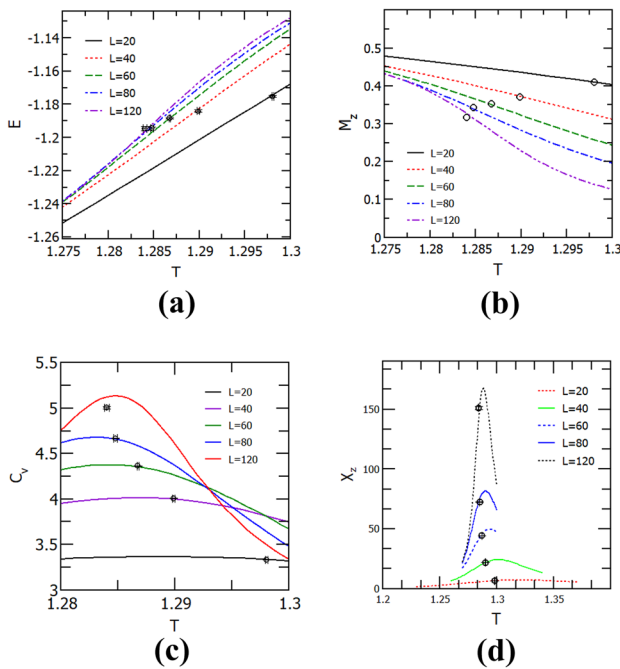 -1.12
-1.14
-1.16
-1.18
-1.2
-1.22
-1.24
-1.26
E
L=20
L=40
L=60
L=80
L=120
1.275 1.28 1.285 1.29 1.295 1.3
T
(a)
0.5
0.4
0.3
0.2
0.1
0
M_z
L=20
L=40
L=60
L=80
L=120
1.275 1.28 1.285 1.29 1.295 1.3
T
(b)
5.5
5
4.5
4
3.5
3
C_v
L=20
L=40
L=60
L=80
L=120
1.28 1.29 1.3
T
(c)
150
100
50
0
X_z
L=20
L=40
L=60
L=80
L=120
1.2 1.25 1.3 1.35
T
(d)